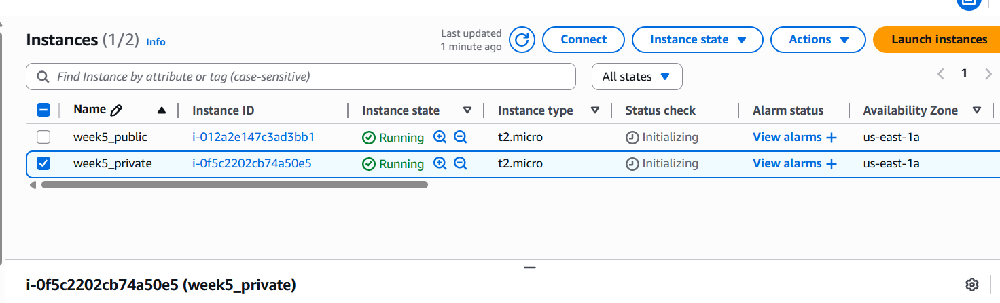 Instances (1/2) Info
Last updated
1 minute ago
Connect
Instance state
Actions
Launch instances
Find Instance by attribute or tag (case-sensitive)
All states
1
Name Instance ID Instance state Instance type Status check Alarm status Availability Zone
week5_public i-012a2e147c3ad3bb1 Running t2.micro Initializing View alarms + us-east-1a
week5_private i-0f5c2202cb74a50e5 Running t2.micro Initializing View alarms + us-east-1a
i-0f5c2202cb74a50e5 (week5_private)